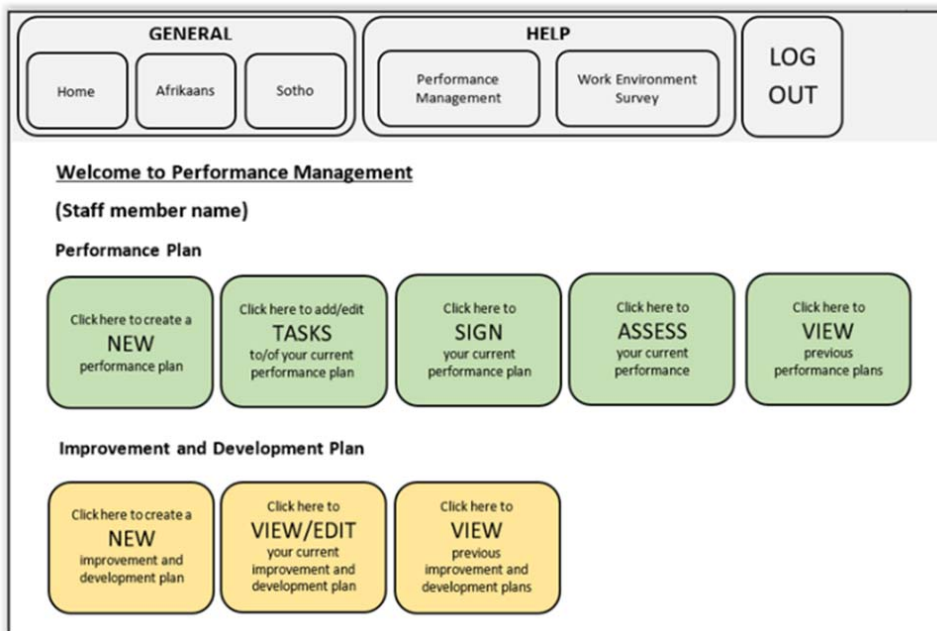 GENERAL
Home
Afrikaans
Sotho
HELP
Performance
Management
Work Environment
Survey
LOG
OUT
Welcome to Performance Management
(Staff member name)
Performance Plan
Click here to create a
NEW
performance plan
Click here to add/edit
TASKS
to/of your current
performance plan
Click here to
SIGN
your current
performance plan
Click here to
ASSESS
your current
performance
Click here to
VIEW
previous
performance plans
Improvement and Development Plan
Click here to create a
NEW
improvement and
development plan
Click here to
VIEW/EDIT
your current
improvement and
development plan
Click here to
VIEW
previous
improvement and
development plans